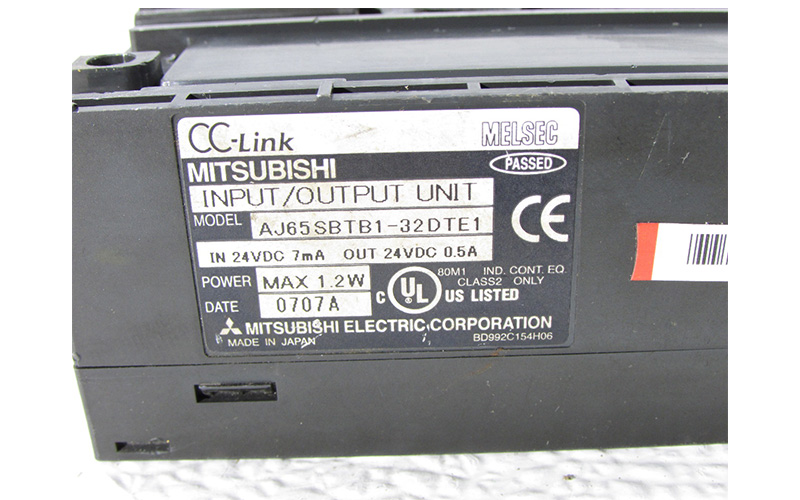 CC-Link MELSEC
MITSUBISHI PASSED
INPUT/OUTPUT UNIT
MODEL AJ65SBTB1-32DTE1
CE
IN 24VDC 7mA OUT 24VDC 0.5A
POWER MAX 1.2W
80M1 IND. CONT. EQ.
CLASS2 ONLY
DATE 0707A
C UL US LISTED
MITSUBISHI ELECTRIC CORPORATION
MADE IN JAPAN BD992C154H06